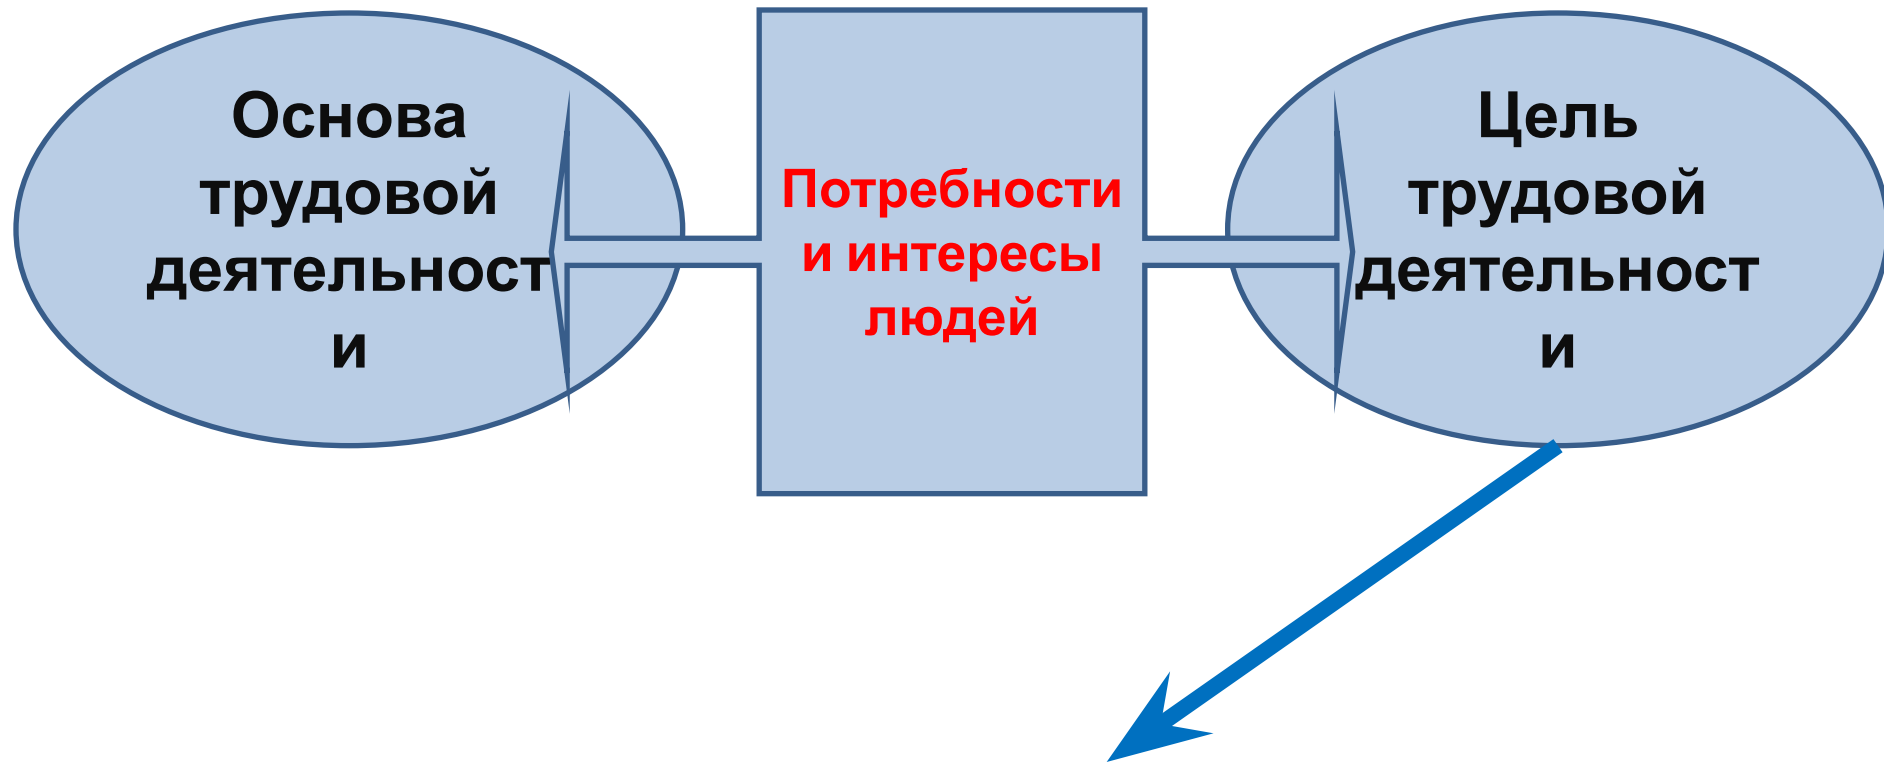 Основа
трудовой
деятельност
и
Потребности
и интересы
людей
Цель
трудовой
деятельност
и